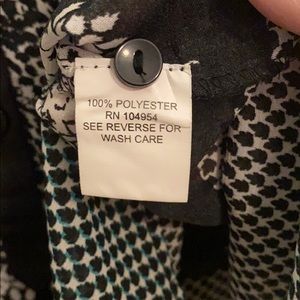 100% POLYESTER
RN 104954
SEE REVERSE FOR
WASH CARE